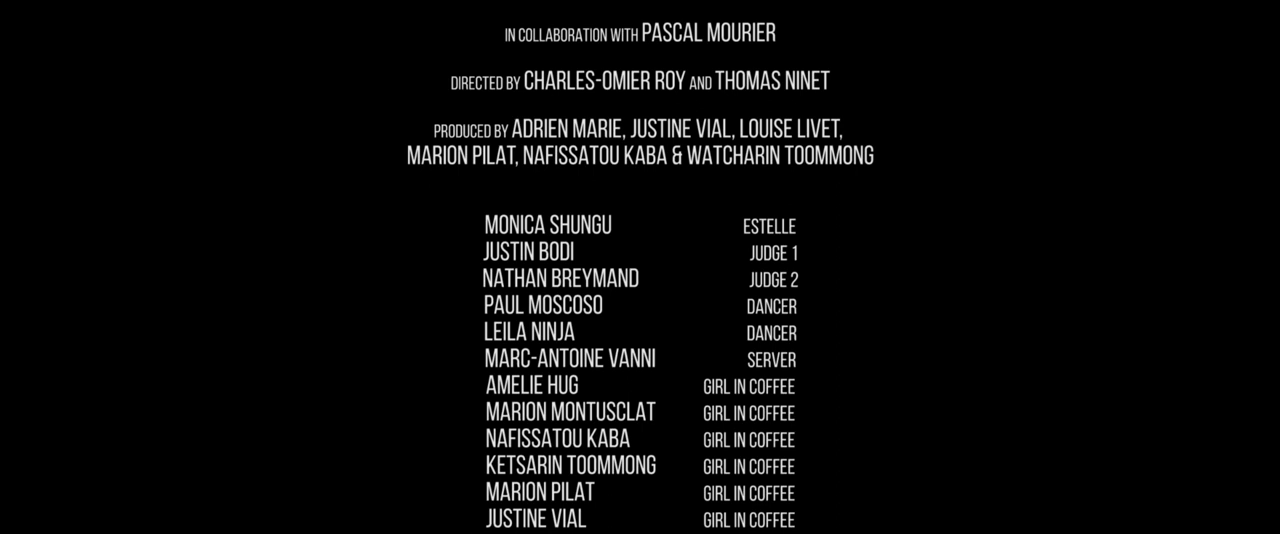 IN COLLABORATION WITH PASCAL MOURIER
DIRECTED BY CHARLES-OMIER ROY AND THOMAS NINET
PRODUCED BY ADRIEN MARIE, JUSTINE VIAL, LOUISE LIVET,
MARION PILAT, NAFISSATOU KABA & WATCHARIN TOOMMONG
MONICA SHUNGU ESTELLE
JUSTIN BODI JUDGE 1
NATHAN BREYMAND JUDGE 2
PAUL MOSCOSO DANCER
LEILA NINJA DANCER
MARC-ANTOINE VANNI SERVER
AMELIE HUG GIRL IN COFFEE
MARION MONTUSCLAT GIRL IN COFFEE
NAFISSATOU KABA GIRL IN COFFEE
KETSARIN TOOMMONG GIRL IN COFFEE
MARION PILAT GIRL IN COFFEE
JUSTINE VIAL GIRL IN COFFEE